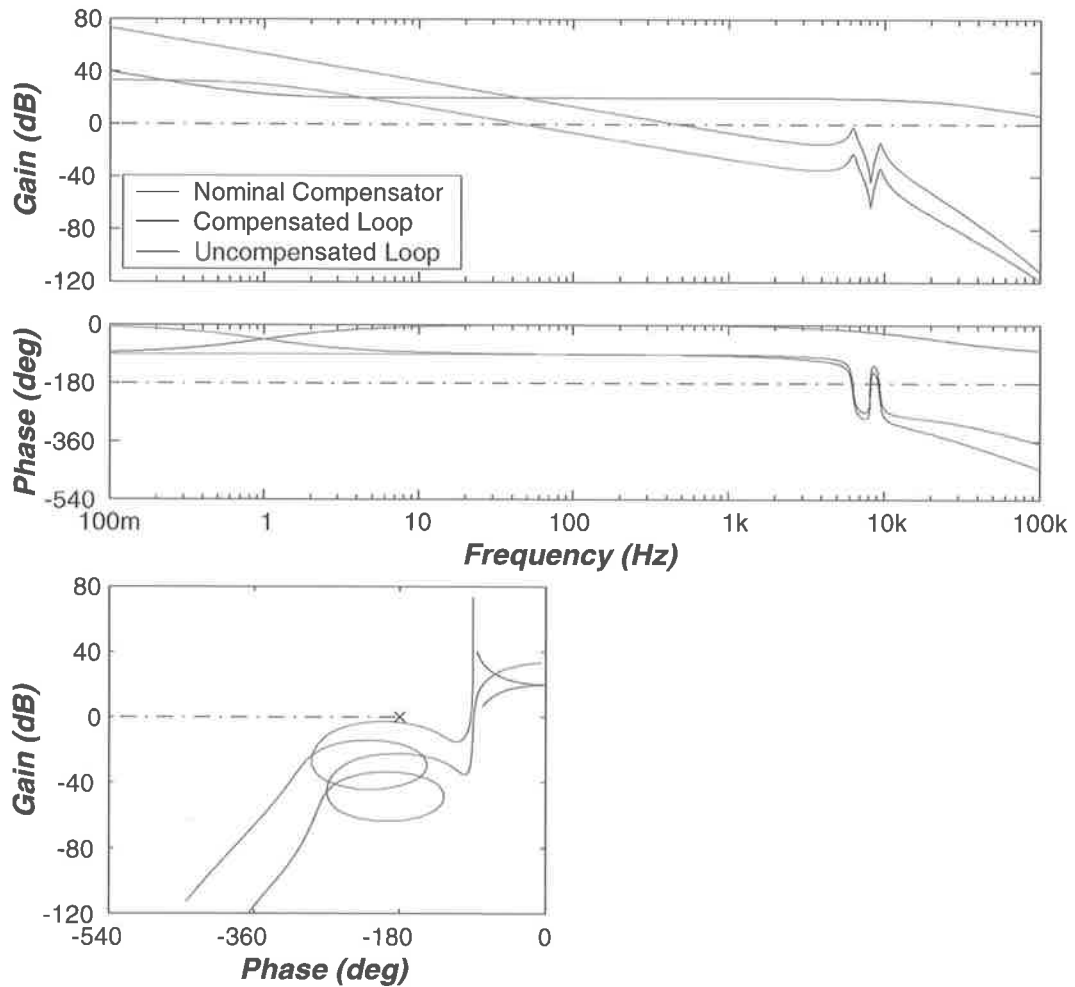 80
40
0
-40
-80
-120
Gain (dB)
Nominal Compensator
Compensated Loop
Uncompensated Loop
0
-180
-360
-540
Phase (deg)
100m 1 10 100 1k 10k 100k
Frequency (Hz)
80
40
0
-40
-80
-120
Gain (dB)
-540 -360 -180 0
Phase (deg)